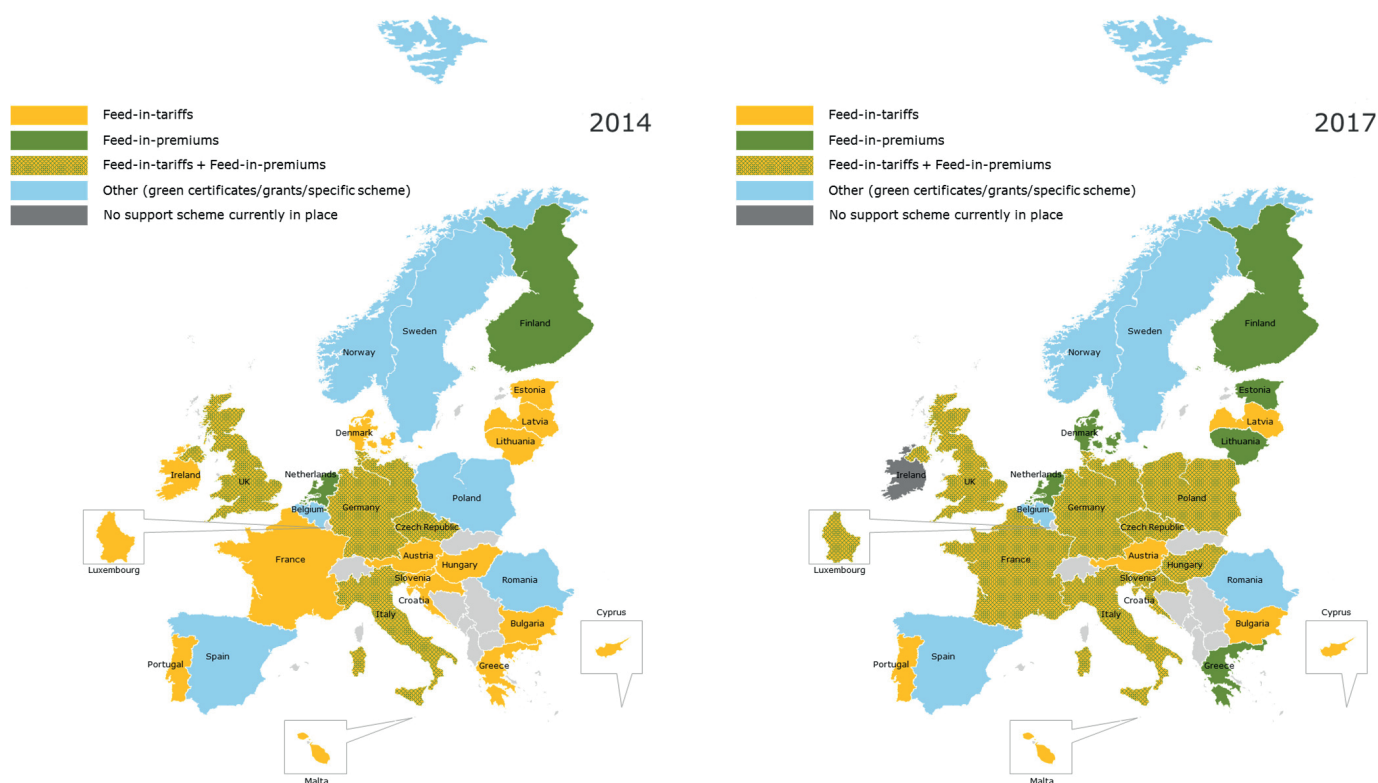 2014
Feed-in-tariffs
Feed-in-premiums
Feed-in-tariffs + Feed-in-premiums
Other (green certificates/grants/specific scheme)
No support scheme currently in place
Finland
Sweden
Norway
Estonia
Latvia
Denmark
Lithuania
Ireland
Netherlands
UK
Poland
Germany
Belgium
Czech Republic
France
Austria
Luxembourg
Hungary
Slovenia
Romania
Croatia
Italy
Cyprus
Bulgaria
Spain
Portugal
Greece
Malta
2017
Feed-in-tariffs
Feed-in-premiums
Feed-in-tariffs + Feed-in-premiums
Other (green certificates/grants/specific scheme)
No support scheme currently in place
Finland
Sweden
Norway
Estonia
Latvia
Denmark
Lithuania
Ireland
Netherlands
UK
Poland
Germany
Belgium
Czech Republic
France
Austria
Hungary
Luxembourg
Slovenia
Romania
Croatia
Italy
Cyprus
Bulgaria
Spain
Portugal
Greece
Malta